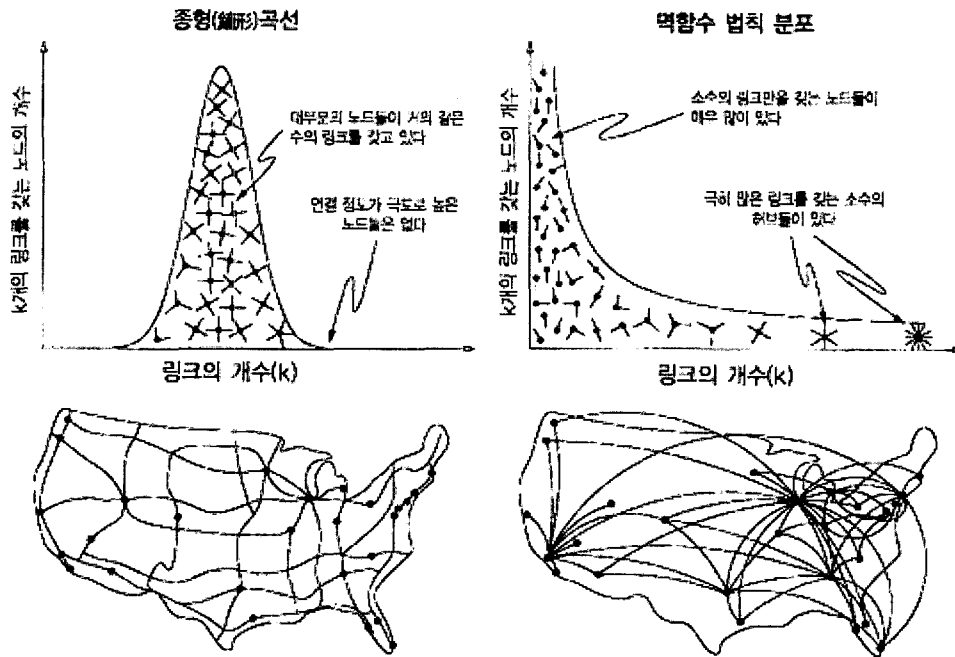 종형(鐘形)곡선
k개의 링크를 갖는 노드의 개수
대부분의 노드들이 거의 같은
수의 링크를 갖고 있다
연결 정도가 극도로 높은
노드들은 없다
링크의 개수(k)
멱함수 법칙 분포
k개의 링크를 갖는 노드의 개수
소수의 링크만을 갖는 노드들이
매우 많이 있다
극히 많은 링크를 갖는 소수의
허브들이 있다
링크의 개수(k)